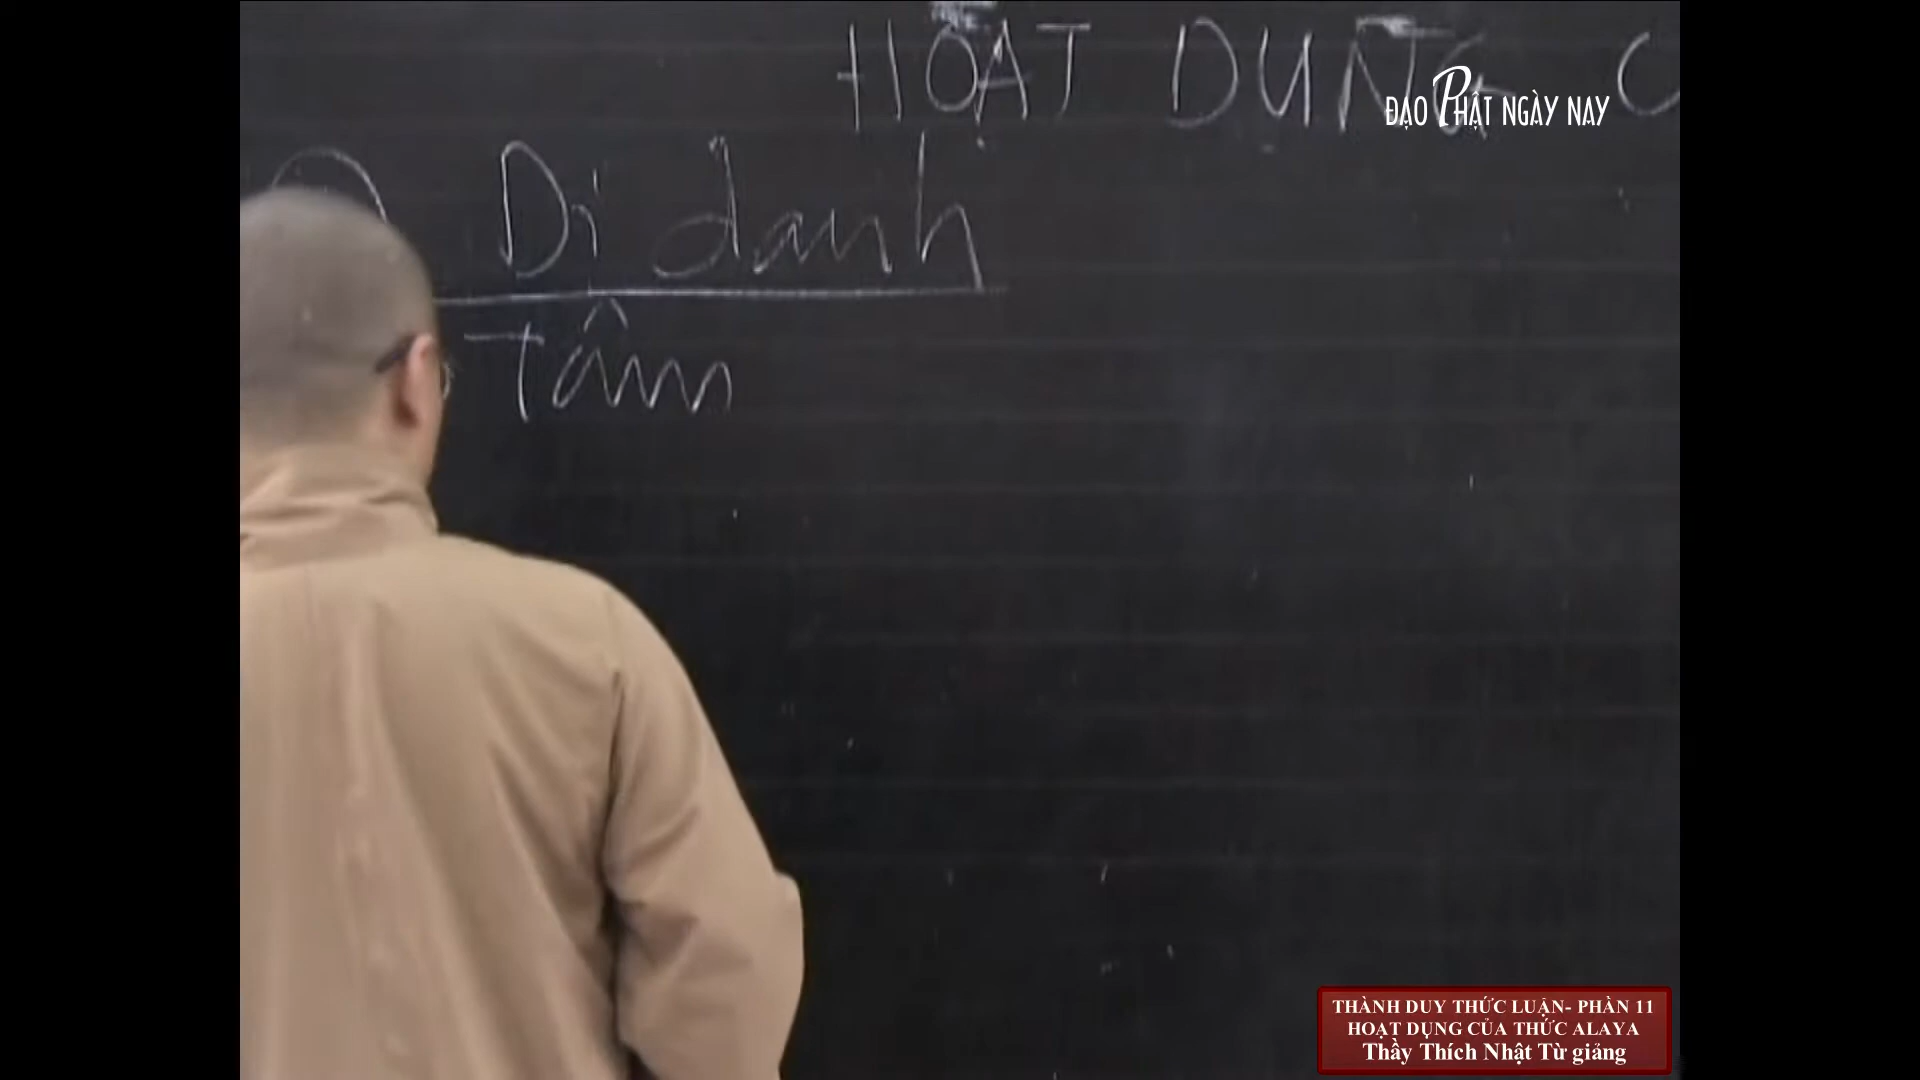 HOẠT DỤNG C
ĐẠO PHẬT NGÀY NAY
Dị danh
Tâm
THÀNH DUY THỨC LUẬN- PHẦN 11
HOẠT DỤNG CỦA THỨC ALAYA
Thầy Thích Nhật Từ giảng